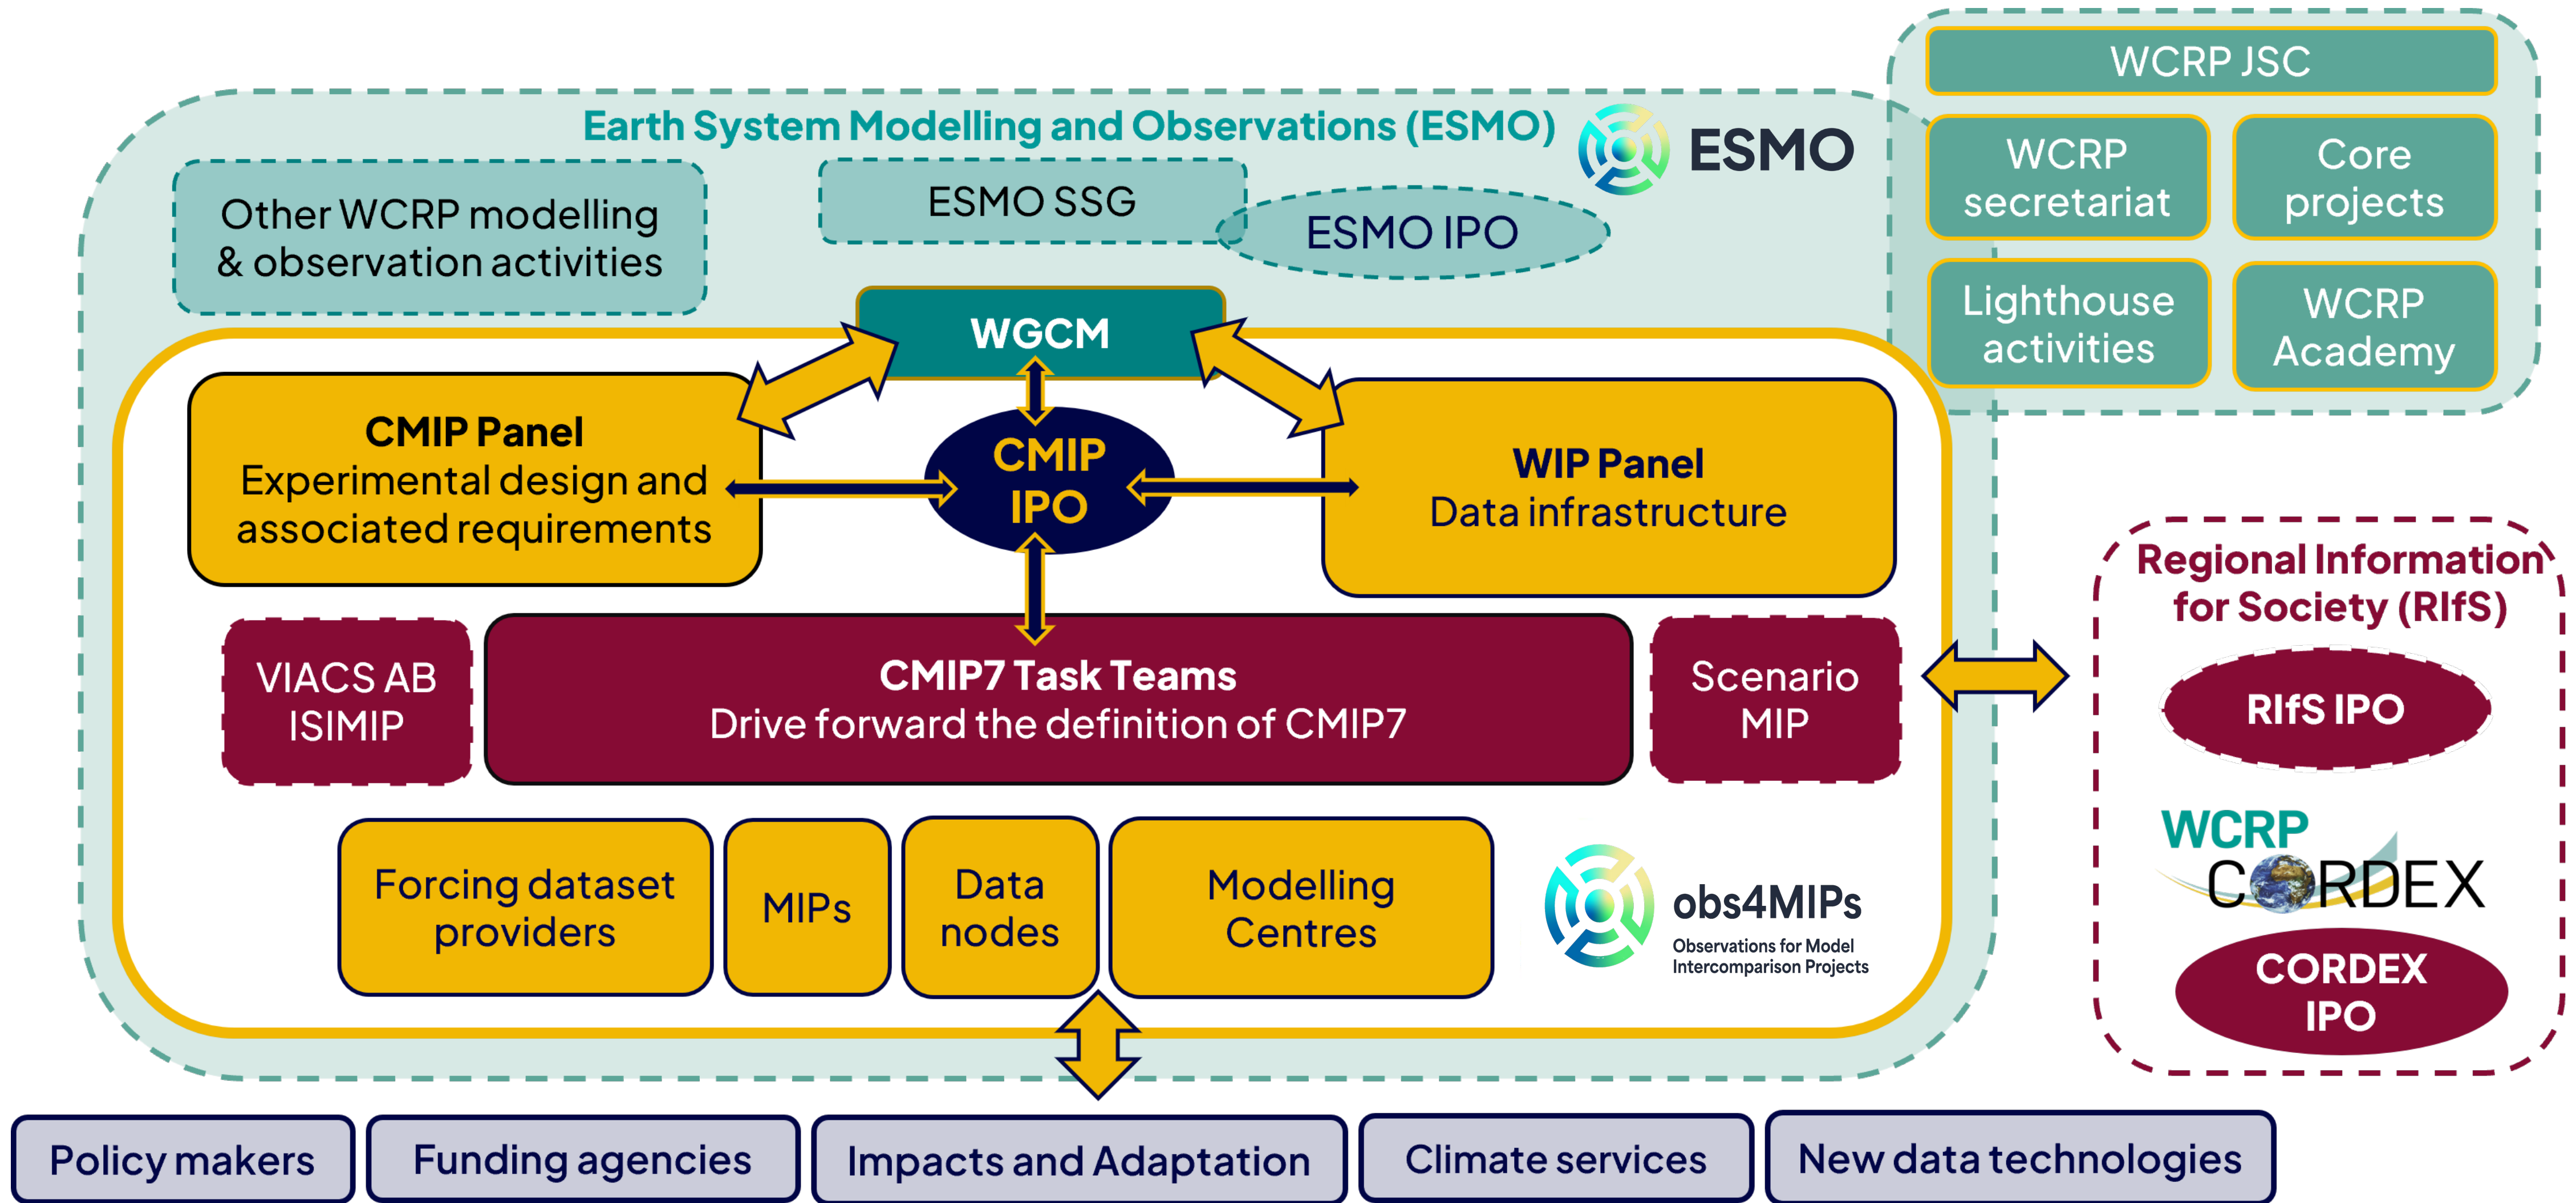 WCRP JSC
WCRP
secretariat
Core
projects
Lighthouse
activities
WCRP
Academy
Earth System Modelling and Observations (ESMO)
ESMO
Other WCRP modelling
& observation activities
ESMO SSG
ESMO IPO
WGCM
CMIP Panel
Experimental design and
associated requirements
CMIP
IPO
WIP Panel
Data infrastructure
VIACS AB
ISIMIP
CMIP7 Task Teams
Drive forward the definition of CMIP7
Scenario
MIP
Forcing dataset
providers
MIPs
Data
nodes
Modelling
Centres
obs4MIPs
Observations for Model
Intercomparison Projects
Regional Information
for Society (RIfS)
RIfS IPO
WCRP
CORDEX
CORDEX
IPO
Policy makers
Funding agencies
Impacts and Adaptation
Climate services
New data technologies